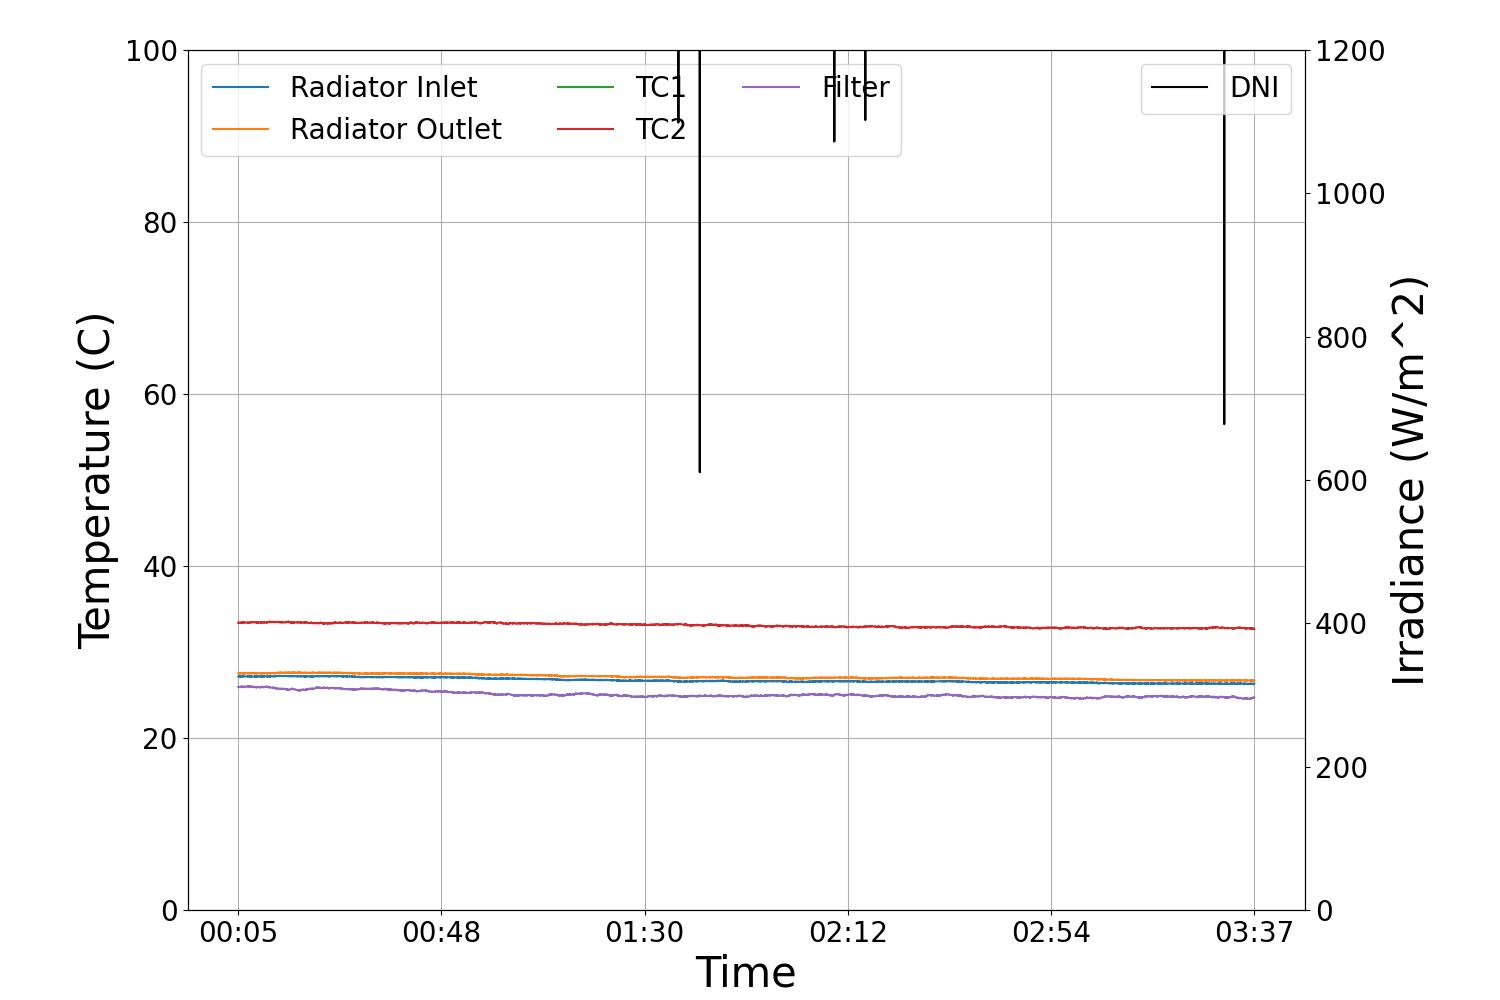 Radiator Inlet
Radiator Outlet
TC1
TC2
Filter
DNI
Temperature (C)
100
80
60
40
20
0
Irradiance (W/m^2)
1200
1000
800
600
400
200
0
00:05 00:48 01:30 02:12 02:54 03:37
Time